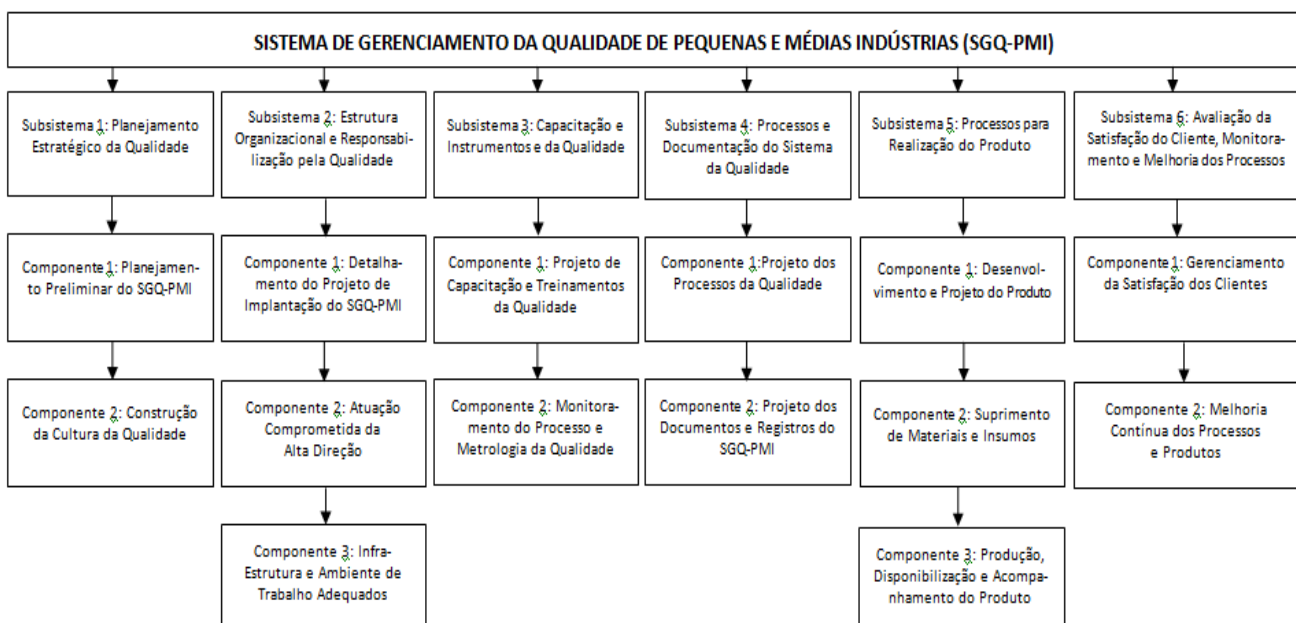 SISTEMA DE GERENCIAMENTO DA QUALIDADE DE PEQUENAS E MÉDIAS INDÚSTRIAS (SGQ-PMI)
Subsistema 1: Planejamento
Estratégico da Qualidade
Subsistema 2: Estrutura
Organizacional e Responsabi-
lização pela Qualidade
Subsistema 3: Capacitação e
Instrumentos e da Qualidade
Subsistema 4: Processos e
Documentação do Sistema
da Qualidade
Subsistema 5: Processos para
Realização do Produto
Subsistema 6: Avaliação da
Satisfação do Cliente, Monitora-
mento e Melhoria dos Processos
Componente 1: Planejamen-
to Preliminar do SGQ-PMI
Componente 1: Detalha-
mento do Projeto de
Implantação do SGQ-PMI
Componente 1: Projeto de
Capacitação e Treinamentos
da Qualidade
Componente 1:Projeto dos
Processos da Qualidade
Componente 1: Desenvol-
vimento e Projeto do Produto
Componente 1: Gerenciamento
da Satisfação dos Clientes
Componente 2: Construção
da Cultura da Qualidade
Componente 2: Atuação
Comprometida da
Alta Direção
Componente 2: Monitora-
mento do Processo e
Metrologia da Qualidade
Componente 2: Projeto dos
Documentos e Registros do
SGQ-PMI
Componente 2: Suprimento
de Materiais e Insumos
Componente 2: Melhoria
Contínua dos Processos
e Produtos
Componente 3: Infra-
Estrutura e Ambiente de
Trabalho Adequados
Componente 3: Produção,
Disponibilização e Acompa-
nhamento do Produto